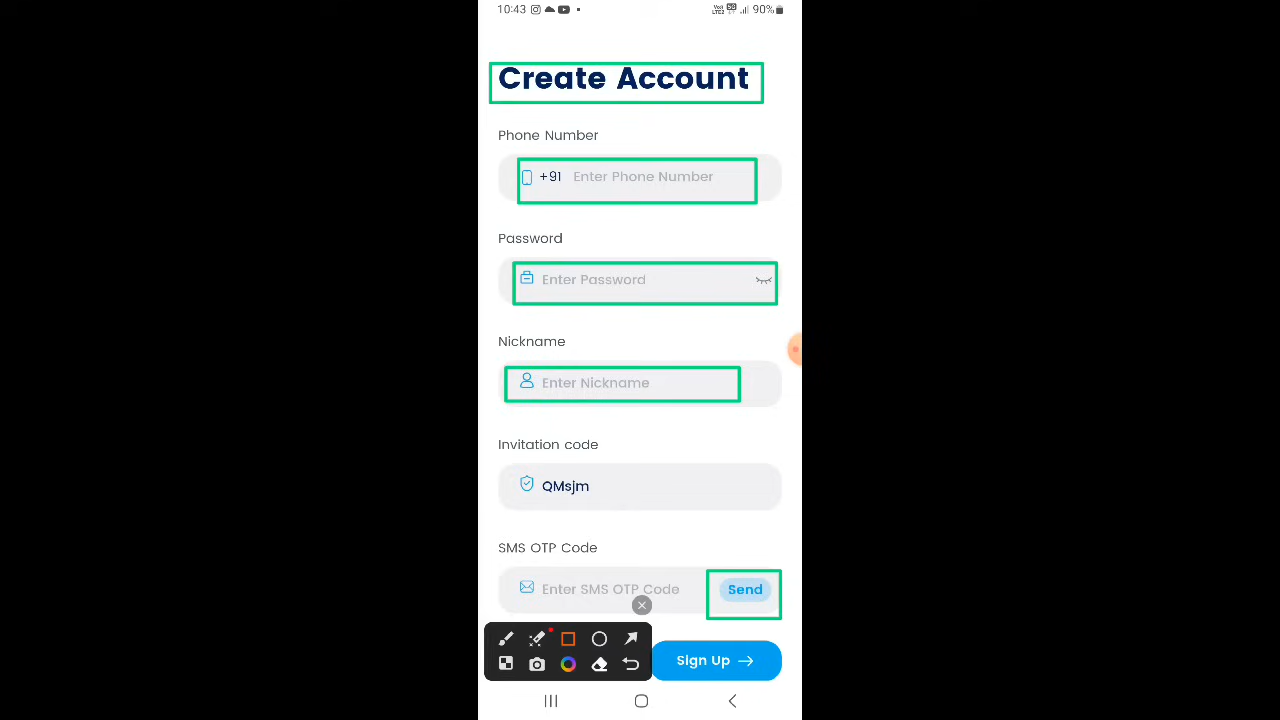 10:43
90%
Create Account
Phone Number
+91 Enter Phone Number
Password
Enter Password
Nickname
Enter Nickname
Invitation code
QMsjm
SMS OTP Code
Enter SMS OTP Code Send
Sign Up